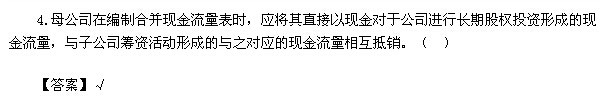 4.母公司在编制合并现金流量表时，应将其直接以现金对于公司进行长期股权投资形成的现
金流量，与子公司筹资活动形成的与之对应的现金流量相互抵销。（　）
【答案】√